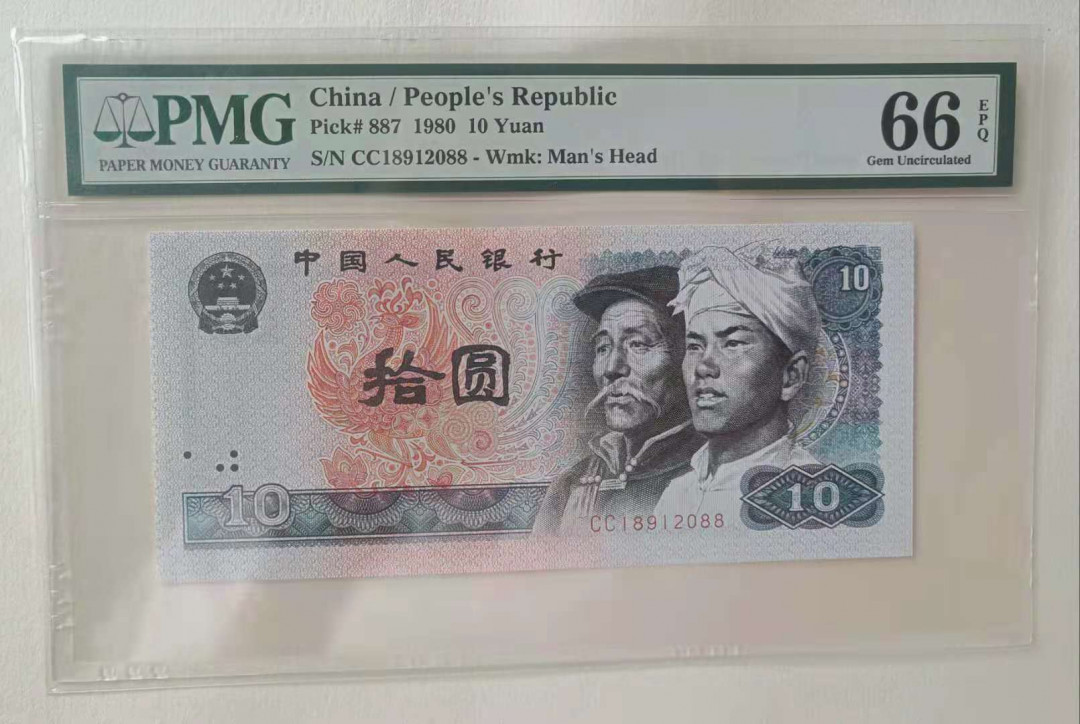 PMG
PAPER MONEY GUARANTY
China / People's Republic
Pick# 887 1980 10 Yuan
S/N CC18912088 - Wmk: Man's Head
66
EPQ
Gem Uncirculated
中国人民银行
10
拾圆
10
CC18912088
10